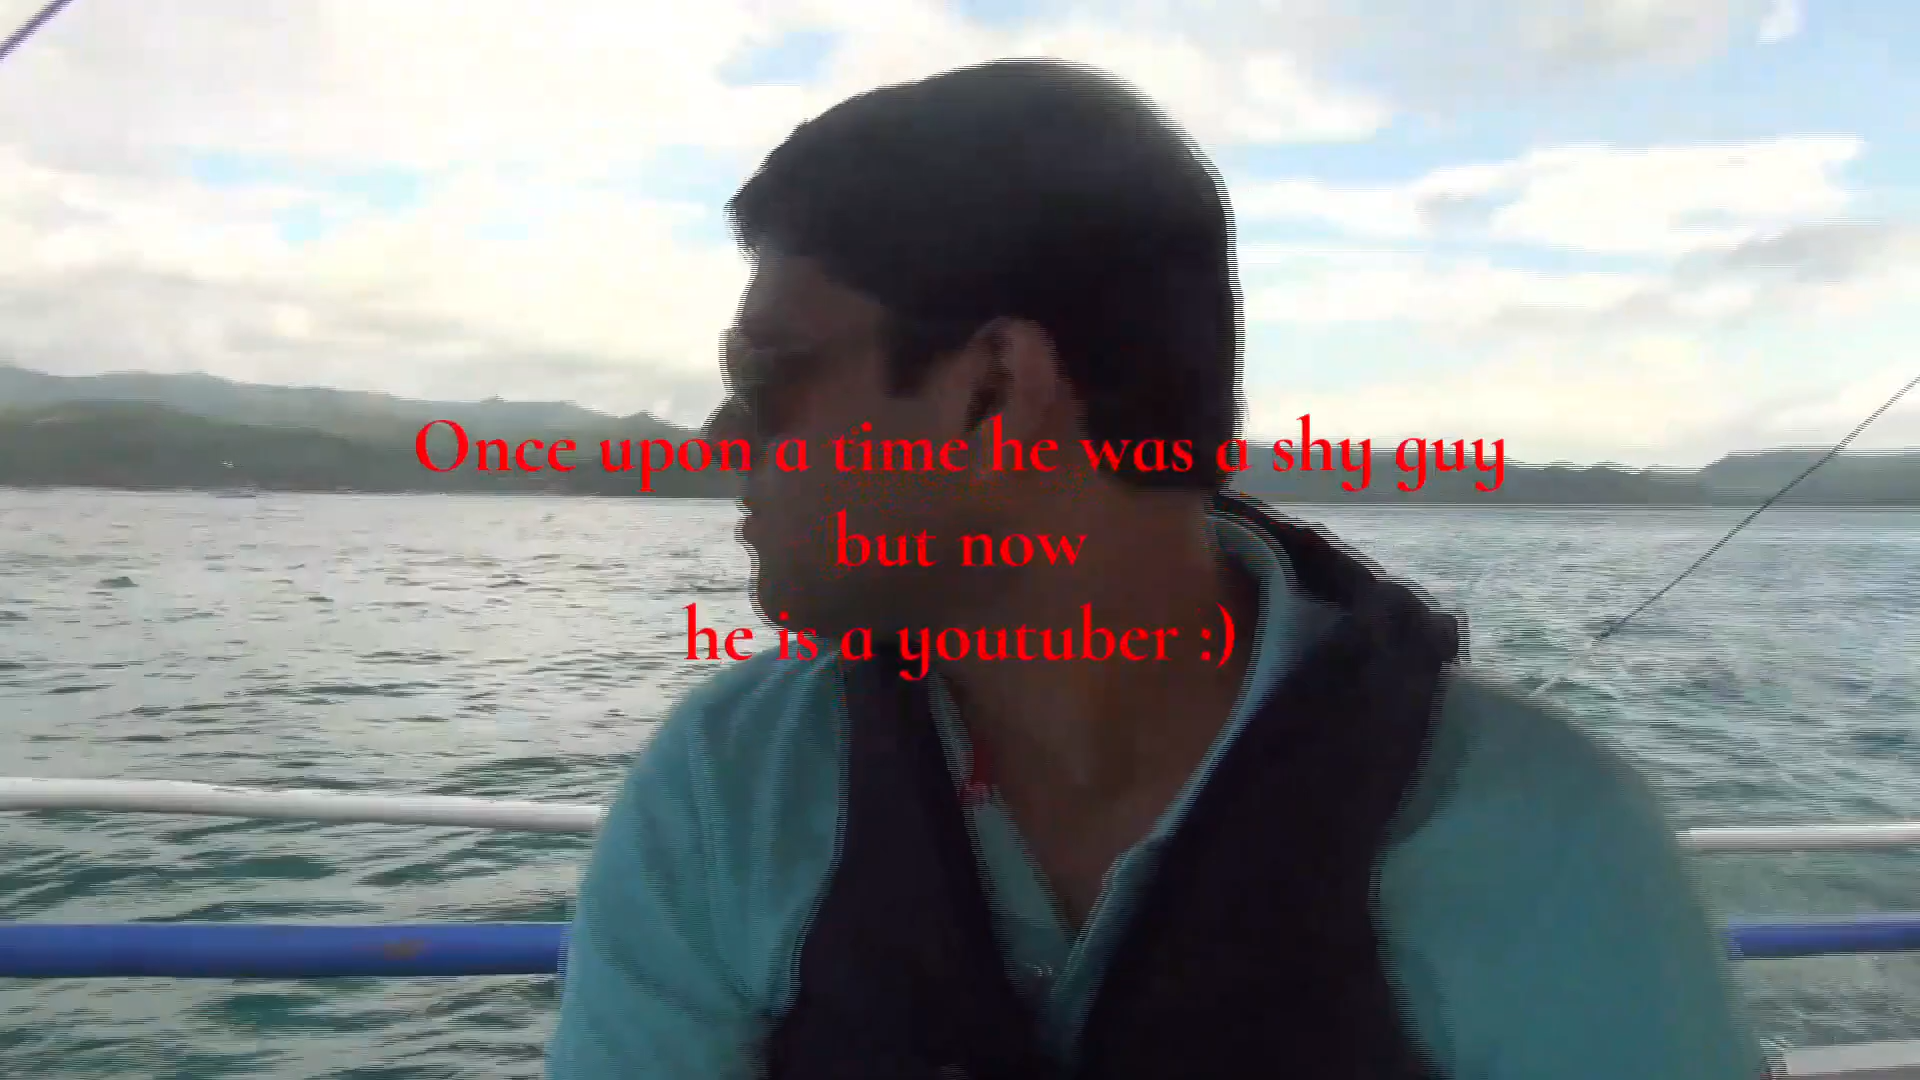 Once upon a time he was a shy guy
but now
he is a youtuber :)